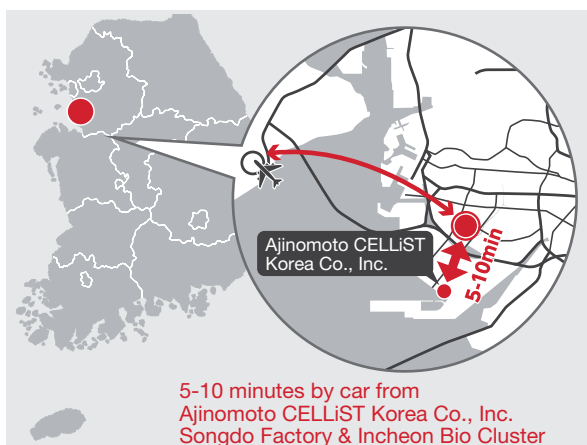 Ajinomoto CELLiST
Korea Co., Inc.
5-10min
5-10 minutes by car from
Ajinomoto CELLiST Korea Co., Inc.
Songdo Factory & Incheon Bio Cluster